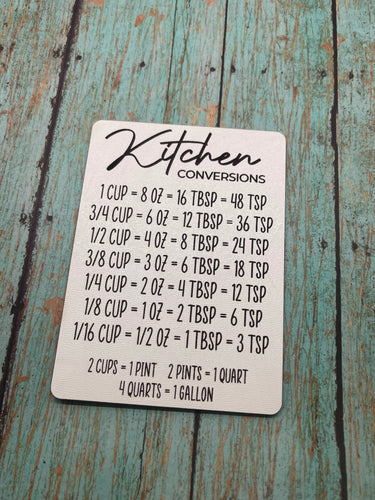 Kitchen
CONVERSIONS
1 CUP = 8 OZ = 16 TBSP = 48 TSP
3/4 CUP = 6 OZ = 12 TBSP = 36 TSP
1/2 CUP = 4 OZ = 8 TBSP = 24 TSP
3/8 CUP = 3 OZ = 6 TBSP = 18 TSP
1/4 CUP = 2 OZ = 4 TBSP = 12 TSP
1/8 CUP = 1 OZ = 2 TBSP = 6 TSP
1/16 CUP = 1/2 OZ = 1 TBSP = 3 TSP
2 CUPS = 1 PINT 2 PINTS = 1 QUART
4 QUARTS = 1 GALLON